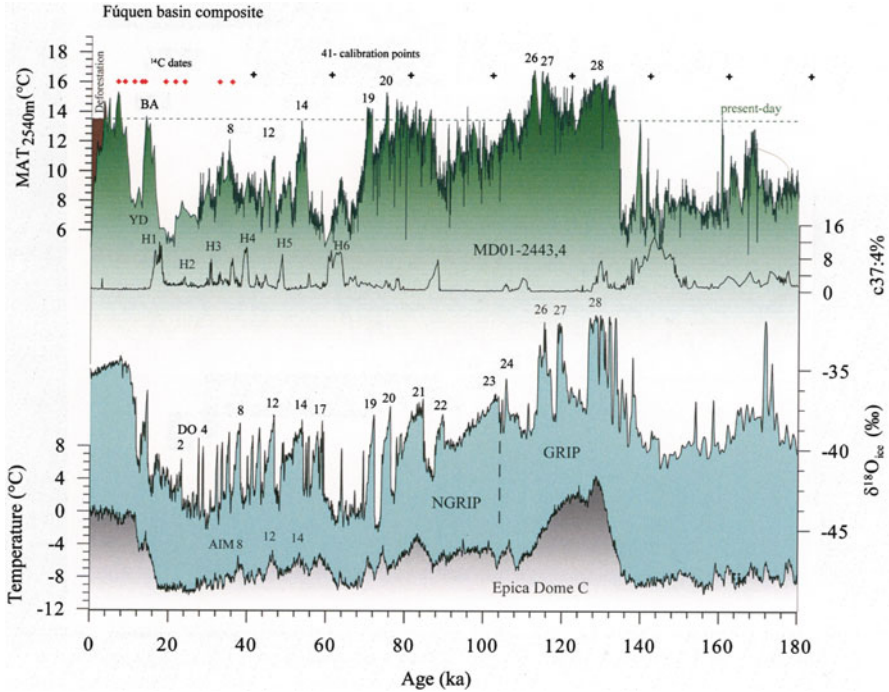 Fúquen basin composite
¹⁴C dates
41- calibration points
18
16
14
12
10
8
6
MAT2540m(°C)
Deforestation
BA
8
12
14
19
20
26
27
28
present-day
YD
H1
H2
H3
H4
H5
H6
MD01-2443,4
16
12
8
4
0
c37:4%
26
27
28
-35
-40
-45
δ¹⁸Oice (‰)
DO
2
4
8
12
14
17
19
20
21
22
23
24
NGRIP
GRIP
8
4
0
-4
-8
-12
Temperature (°C)
AIM 8
12
14
Epica Dome C
0
20
40
60
80
100
120
140
160
180
Age (ka)